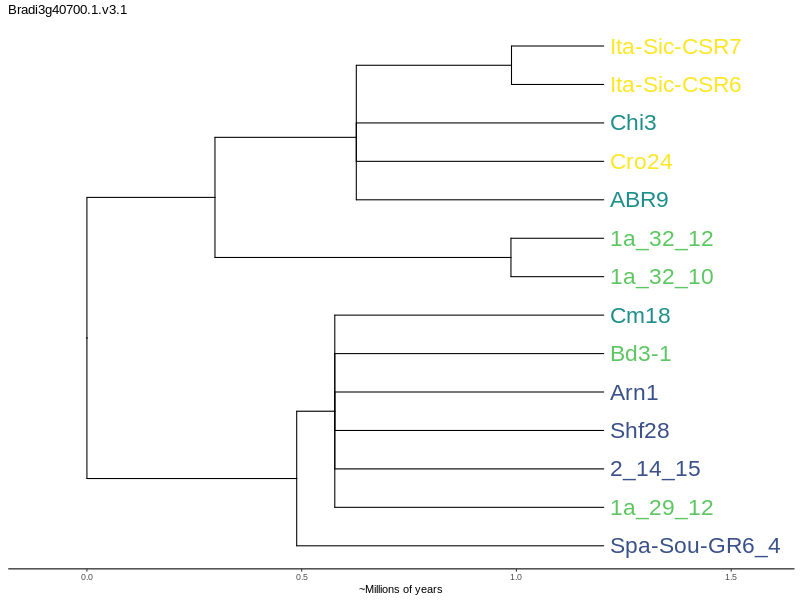 Bradi3g40700.1.v3.1
Ita-Sic-CSR7
Ita-Sic-CSR6
Chi3
Cro24
ABR9
1a_32_12
1a_32_10
Cm18
Bd3-1
Arn1
Shf28
2_14_15
1a_29_12
Spa-Sou-GR6_4
0.0 0.5 1.0 1.5
~Millions of years